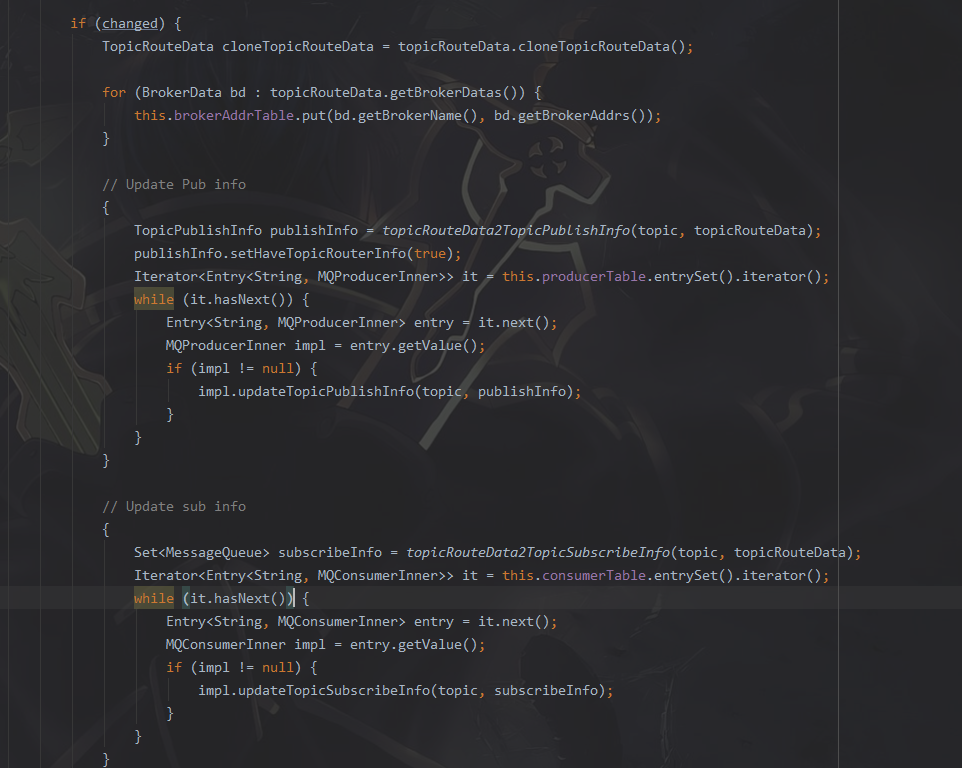 if (changed) {
TopicRouteData cloneTopicRouteData = topicRouteData.cloneTopicRouteData();
for (BrokerData bd : topicRouteData.getBrokerDatas()) {
this.brokerAddrTable.put(bd.getBrokerName(), bd.getBrokerAddrs());
}
// Update Pub info
{
TopicPublishInfo publishInfo = topicRouteData2TopicPublishInfo(topic, topicRouteData);
publishInfo.setHaveTopicRouterInfo(true);
Iterator<Entry<String, MQProducerInner>> it = this.producerTable.entrySet().iterator();
while (it.hasNext()) {
Entry<String, MQProducerInner> entry = it.next();
MQProducerInner impl = entry.getValue();
if (impl != null) {
impl.updateTopicPublishInfo(topic, publishInfo);
}
}
}
// Update sub info
{
Set<MessageQueue> subscribeInfo = topicRouteData2TopicSubscribeInfo(topic, topicRouteData);
Iterator<Entry<String, MQConsumerInner>> it = this.consumerTable.entrySet().iterator();
while (it.hasNext()) {
Entry<String, MQConsumerInner> entry = it.next();
MQConsumerInner impl = entry.getValue();
if (impl != null) {
impl.updateTopicSubscribeInfo(topic, subscribeInfo);
}
}
}